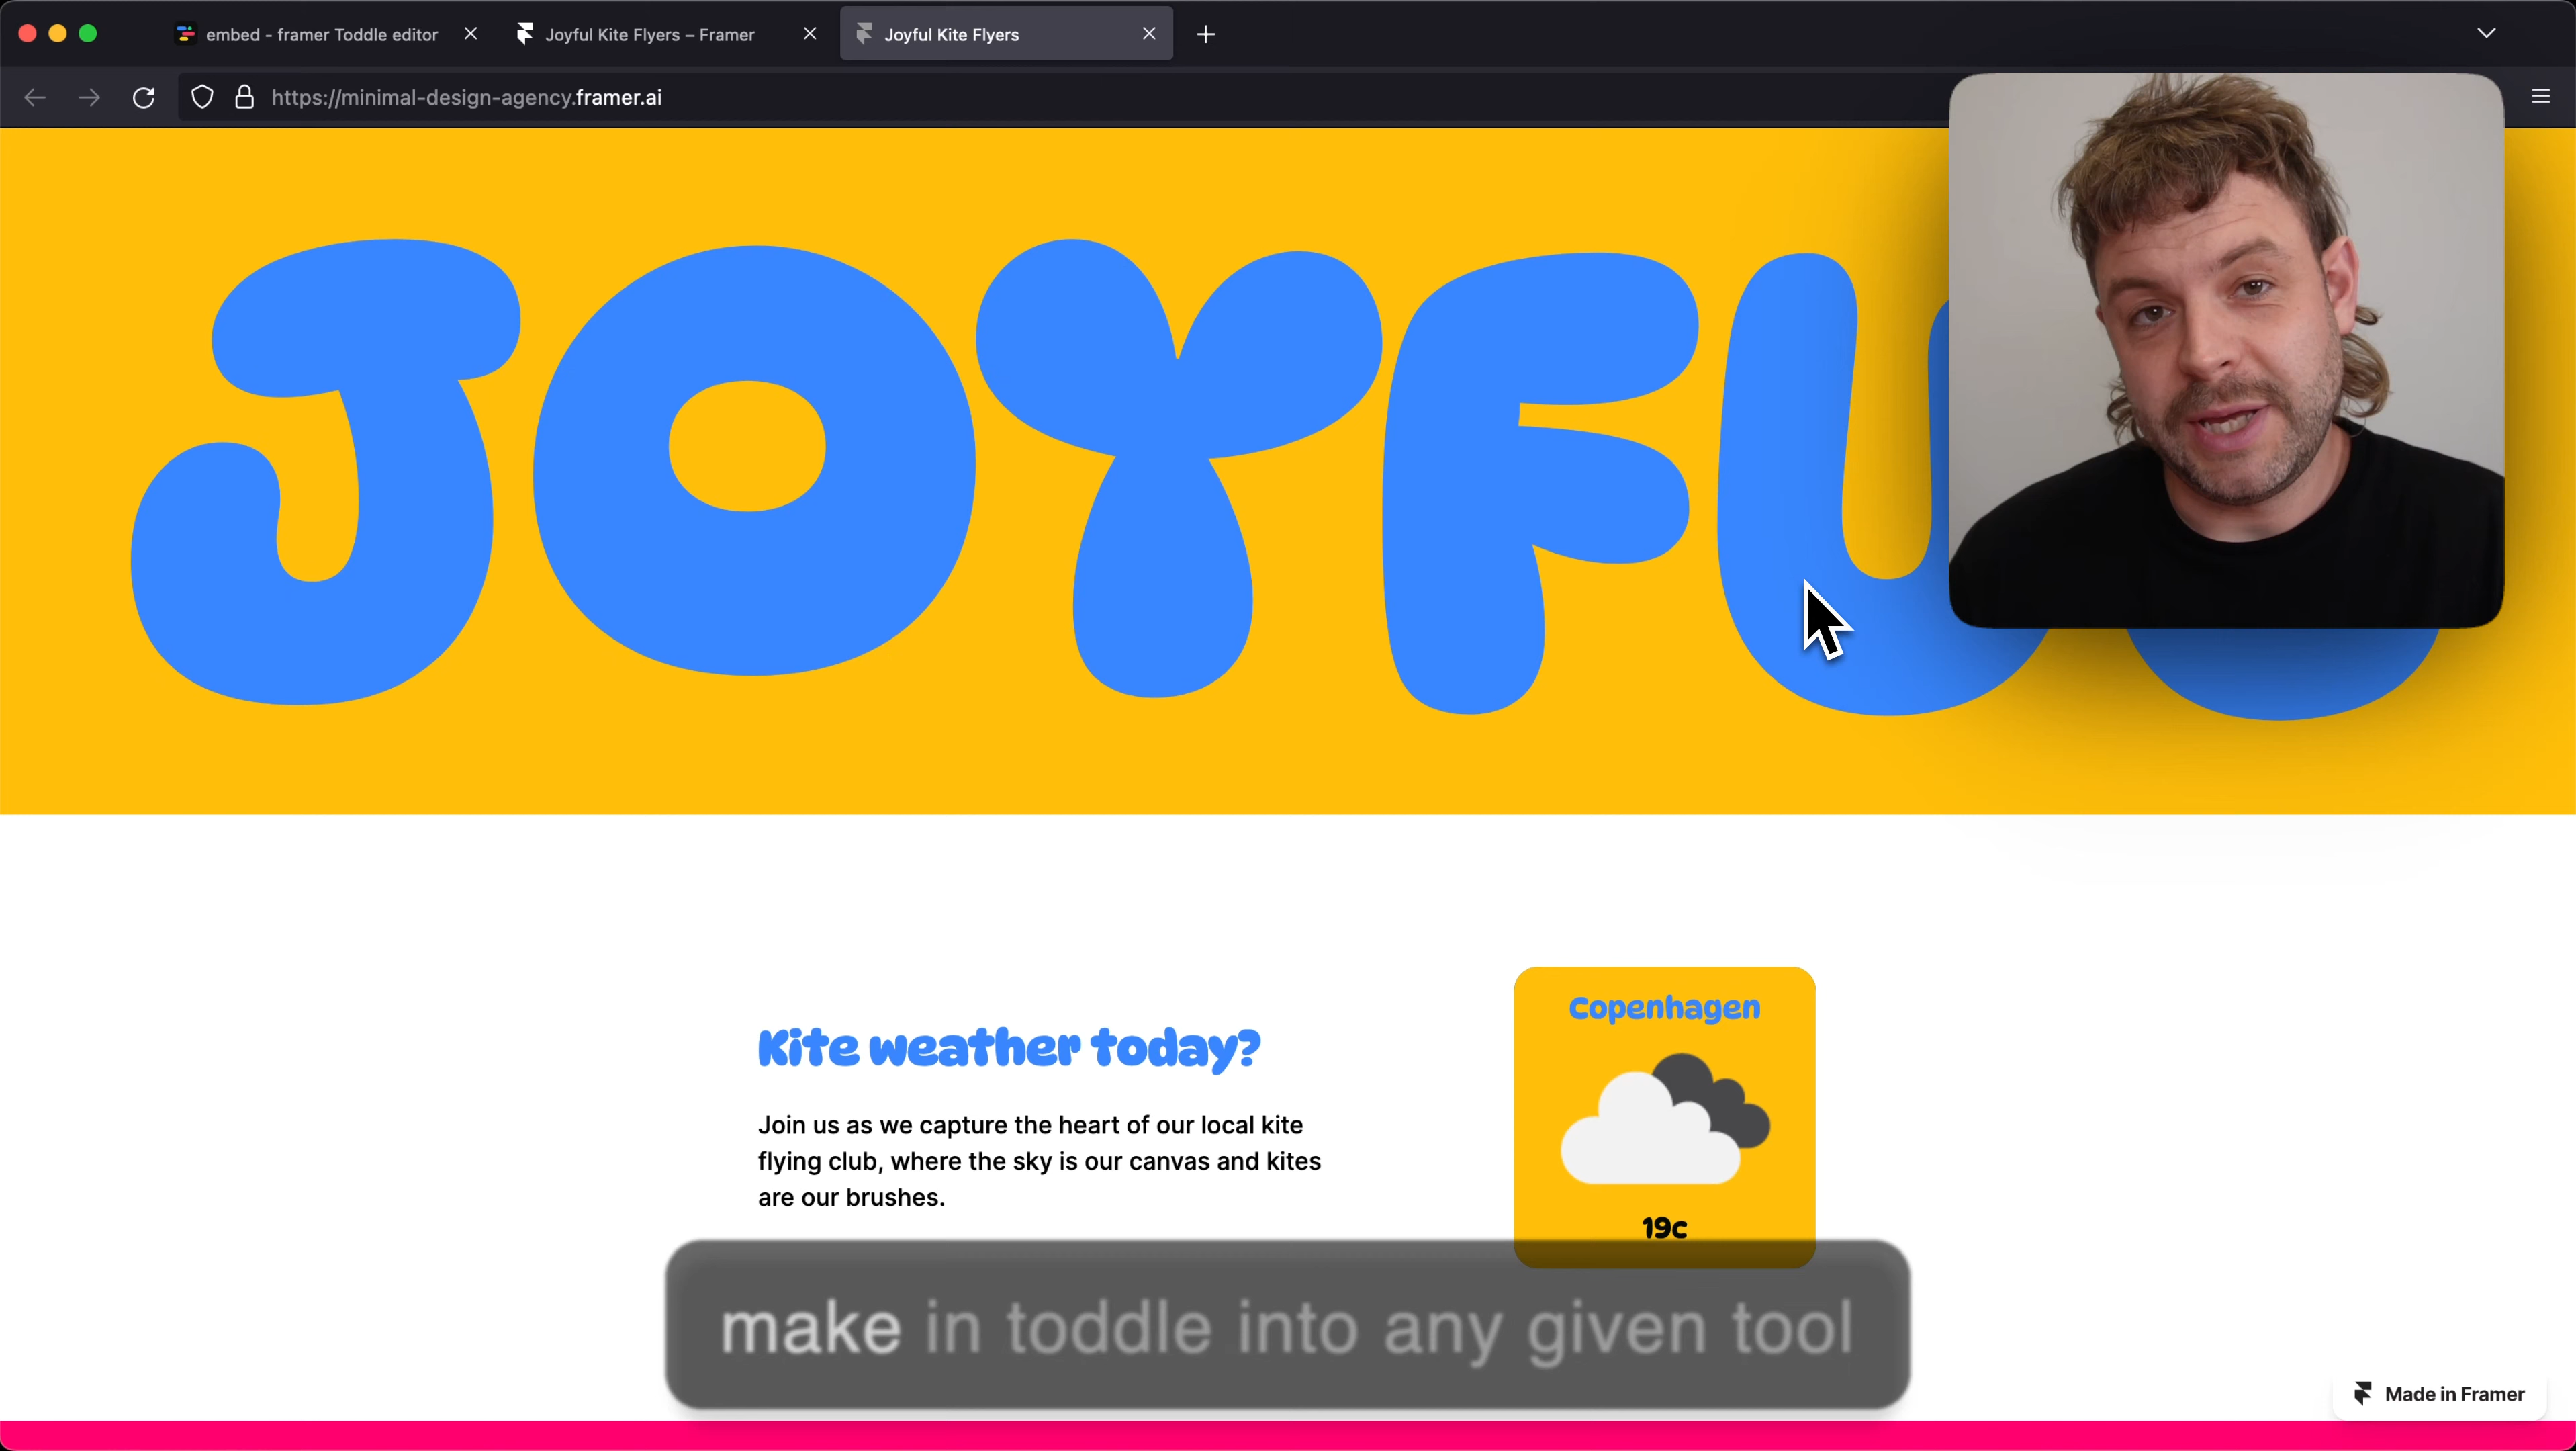 embed - framer Toddle editor
Joyful Kite Flyers – Framer
Joyful Kite Flyers
https://minimal-design-agency.framer.ai
JOYFU
Copenhagen
Kite weather today?
Join us as we capture the heart of our local kite
flying club, where the sky is our canvas and kites
are our brushes.
19c
make in toddle into any given tool
Made in Framer